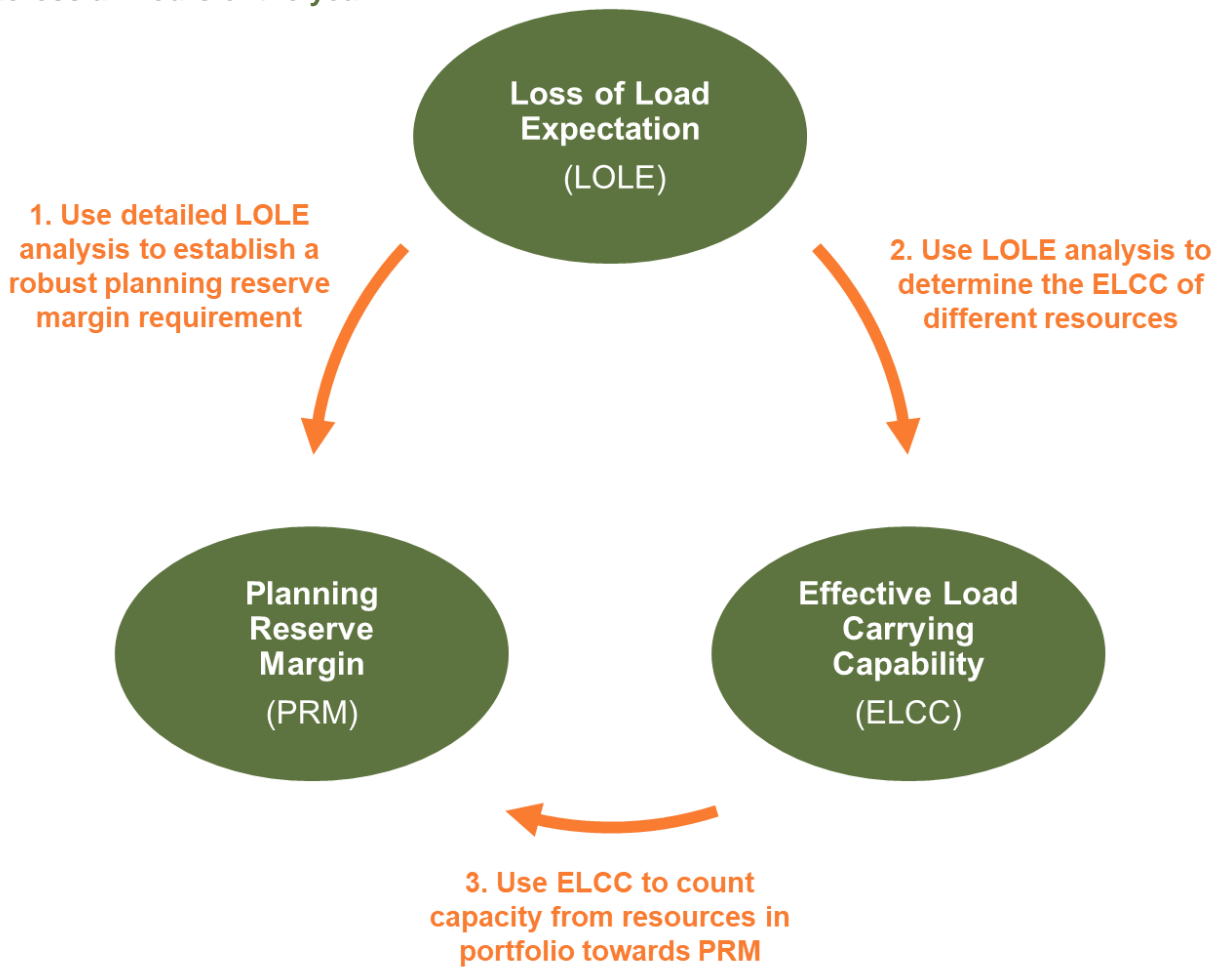 Loss of Load
Expectation
(LOLE)
1. Use detailed LOLE
analysis to establish a
robust planning reserve
margin requirement
2. Use LOLE analysis to
determine the ELCC of
different resources
Planning
Reserve
Margin
(PRM)
Effective Load
Carrying
Capability
(ELCC)
3. Use ELCC to count
capacity from resources in
portfolio towards PRM